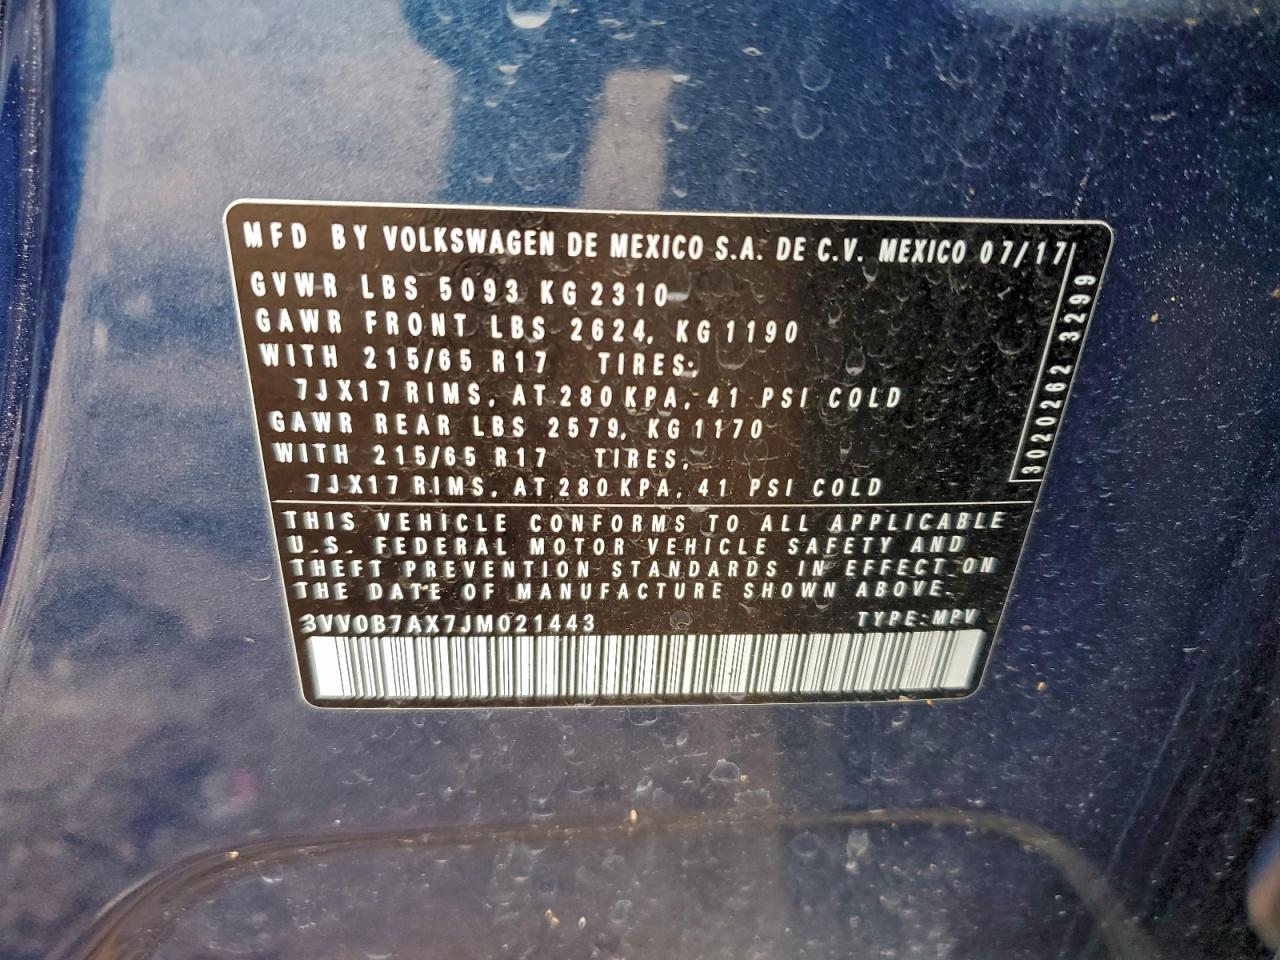 MFD BY VOLKSWAGEN DE MEXICO S.A. DE C.V. MEXICO 07/17
GVWR LBS 5093 KG 2310
GAWR FRONT LBS 2624, KG 1190
WITH 215/65 R17 TIRES,
7JX17 RIMS, AT 280 KPA, 41 PSI COLD
GAWR REAR LBS 2579, KG 1170
WITH 215/65 R17 TIRES,
7JX17 RIMS, AT 280 KPA, 41 PSI COLD
3020262 3299
THIS VEHICLE CONFORMS TO ALL APPLICABLE
U.S. FEDERAL MOTOR VEHICLE SAFETY AND
THEFT PREVENTION STANDARDS IN EFFECT ON
THE DATE OF MANUFACTURE SHOWN ABOVE.
3VV0B7AX7JM021443 TYPE:MPV